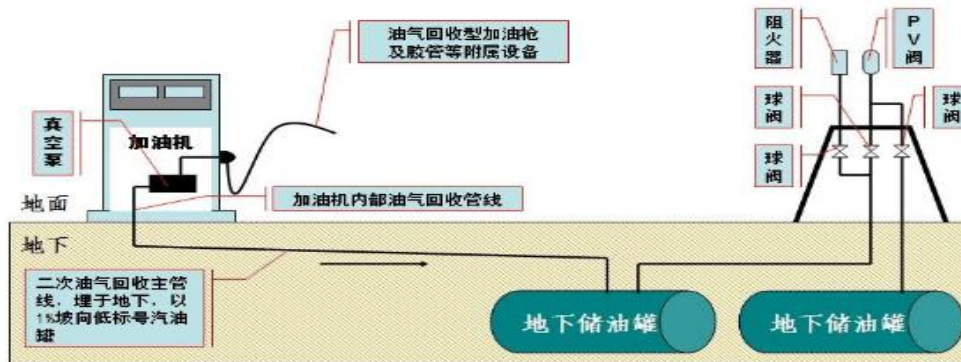 油气回收型加油枪
及胶管等附属设备
阻火器
PV阀
真空泵
加油机
球阀
球阀
球阀
加油机内部油气回收管线
地面
地下
二次油气回收主管
线，埋于地下，以
1%坡向低标号汽油
罐
地下储油罐
地下储油罐